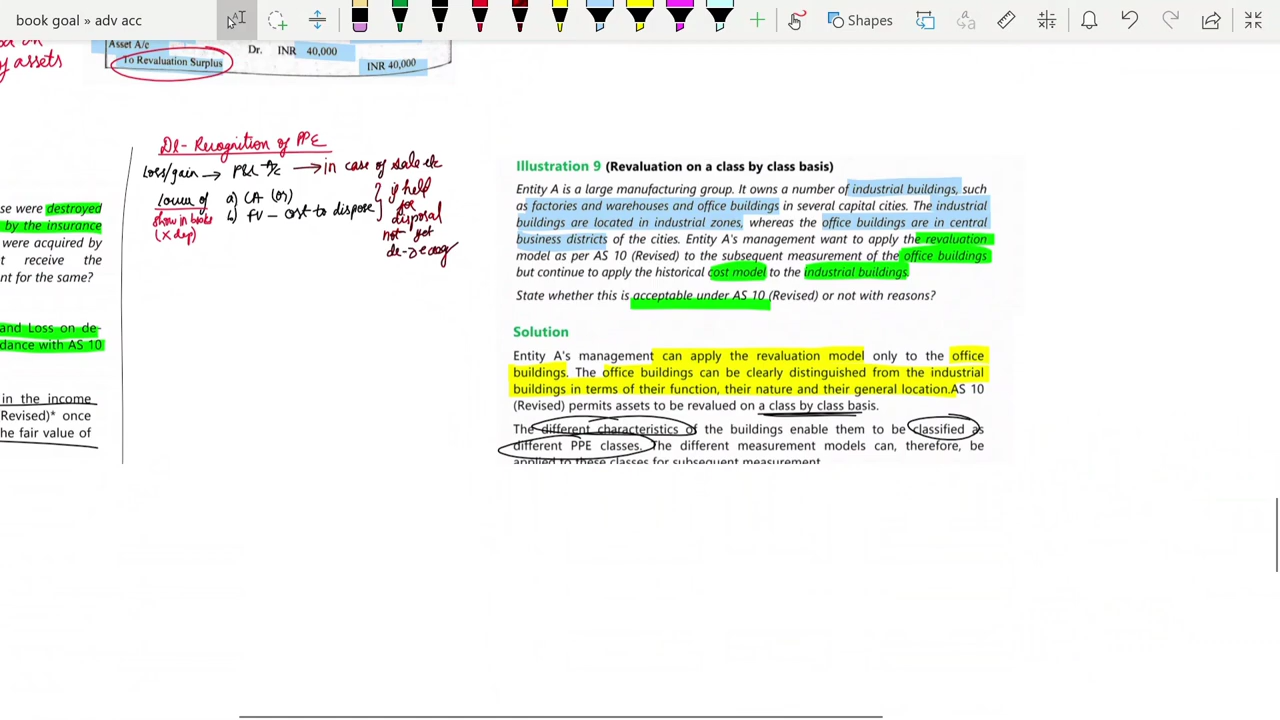 book goal » adv acc
Shapes
y assets
Asset A/c Dr. INR 40,000
To Revaluation Surplus INR 40,000
se were destroyed
by the insurance
were acquired by
t receive the
nt for the same?
and Loss on de-
dance with AS 10
in the income
Revised)* once
he fair value of
De- Recognition of PPE
Loss/gain → P&L A/c → in case of sale etc
Lower of a) CA (or)
b) FV - cost to dispose
show in books
(X dep)
if held
for
disposal
not yet
de-recog
Illustration 9 (Revaluation on a class by class basis)
Entity A is a large manufacturing group. It owns a number of industrial buildings, such
as factories and warehouses and office buildings in several capital cities. The industrial
buildings are located in industrial zones, whereas the office buildings are in central
business districts of the cities. Entity A's management want to apply the revaluation
model as per AS 10 (Revised) to the subsequent measurement of the office buildings
but continue to apply the historical cost model to the industrial buildings.
State whether this is acceptable under AS 10 (Revised) or not with reasons?
Solution
Entity A's management can apply the revaluation model only to the office
buildings. The office buildings can be clearly distinguished from the industrial
buildings in terms of their function, their nature and their general location. AS 10
(Revised) permits assets to be revalued on a class by class basis.
The different characteristics of the buildings enable them to be classified as
different PPE classes. The different measurement models can, therefore, be
applied to these classes for subsequent measurement